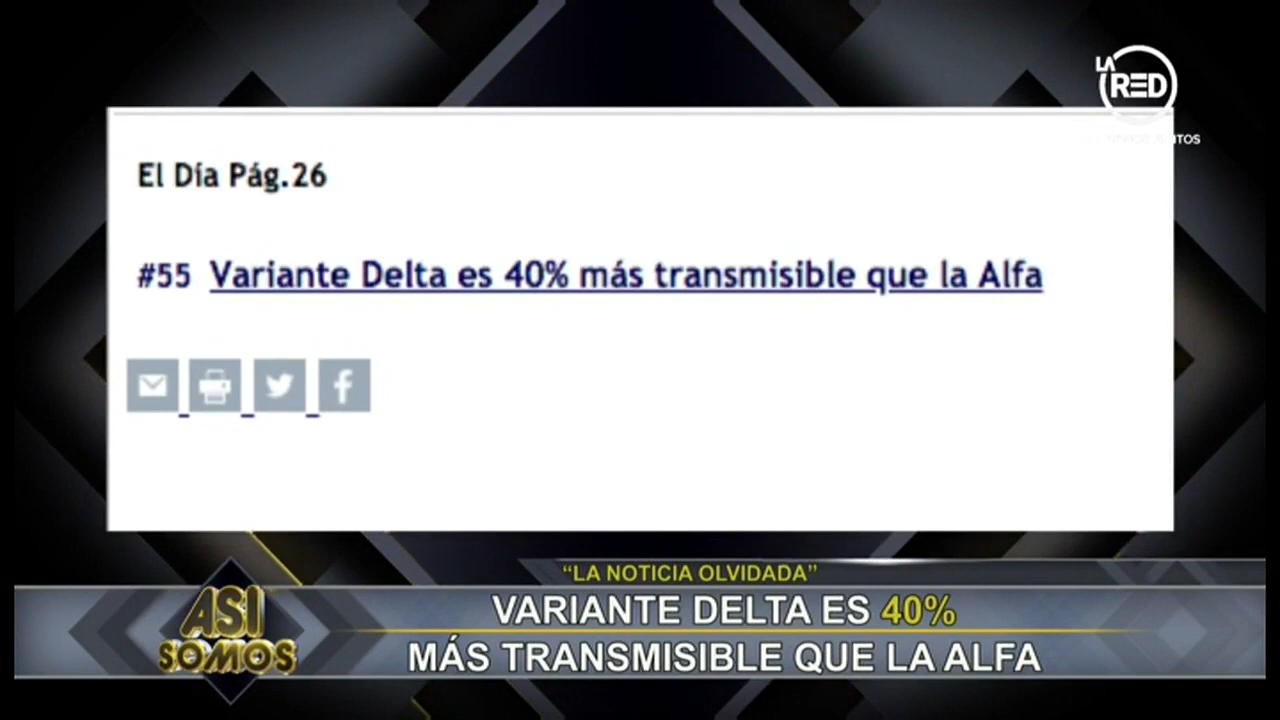 LA
RED
TOS
El Día Pág.26
#55 Variante Delta es 40% más transmisible que la Alfa
“LA NOTICIA OLVIDADA”
VARIANTE DELTA ES 40%
MÁS TRANSMISIBLE QUE LA ALFA
ASI
SOMOS